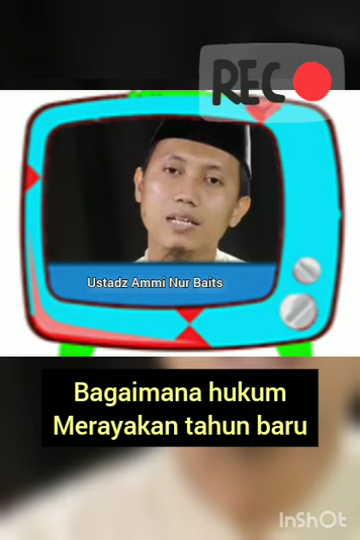 REC
Ustadz Ammi Nur Baits
Bagaimana hukum
Merayakan tahun baru
InShOt